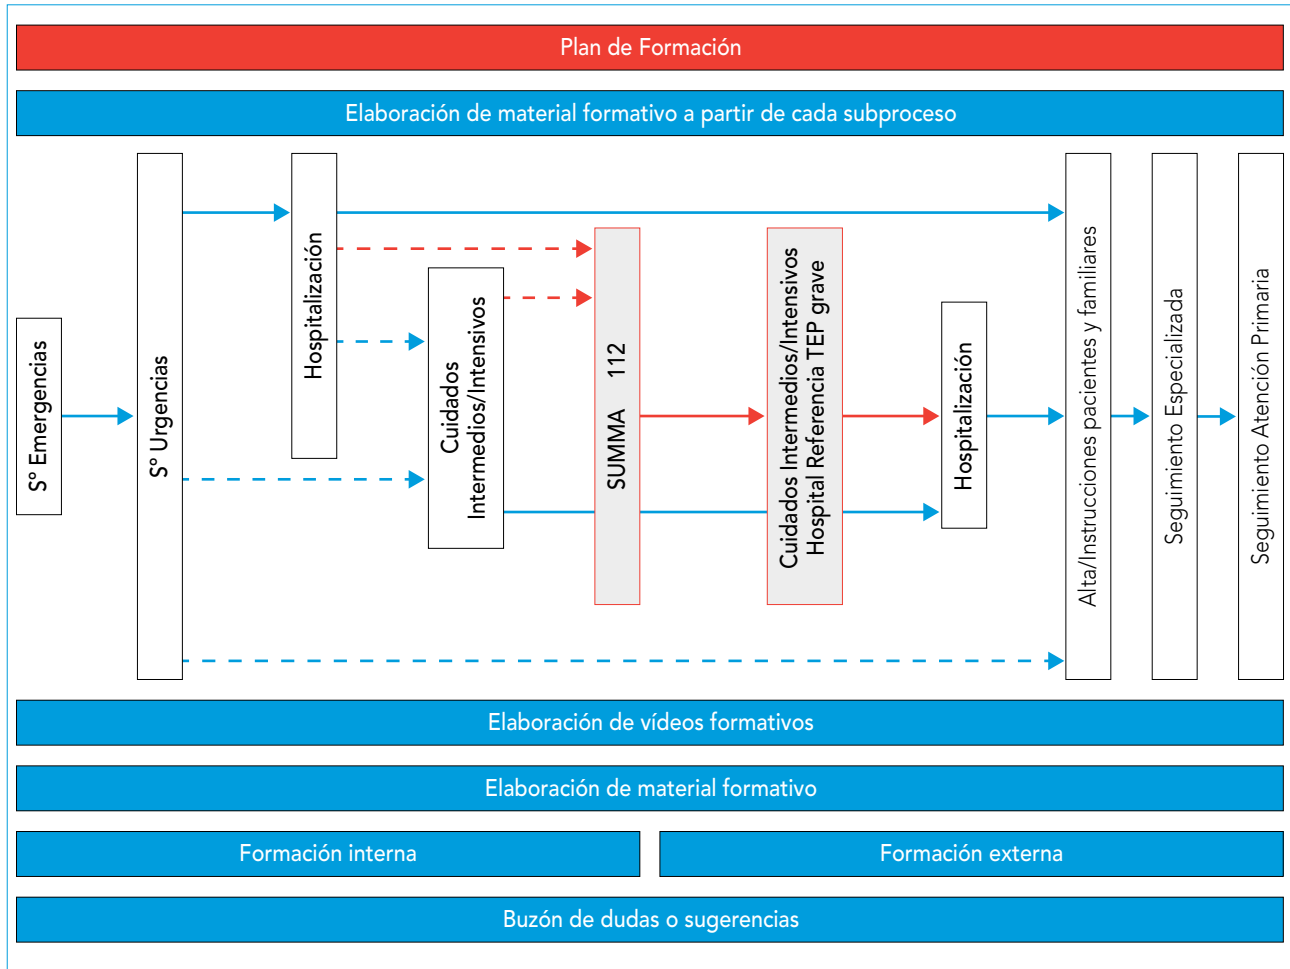 Plan de Formación
Elaboración de material formativo a partir de cada subproceso
Sº Emergencias
Sº Urgencias
Hospitalización
Cuidados
Intermedios/Intensivos
SUMMA 112
Cuidados Intermedios/Intensivos
Hospital Referencia TEP grave
Hospitalización
Alta/Instrucciones pacientes y familiares
Seguimiento Especializada
Seguimiento Atención Primaria
Elaboración de vídeos formativos
Elaboración de material formativo
Formación interna
Formación externa
Buzón de dudas o sugerencias